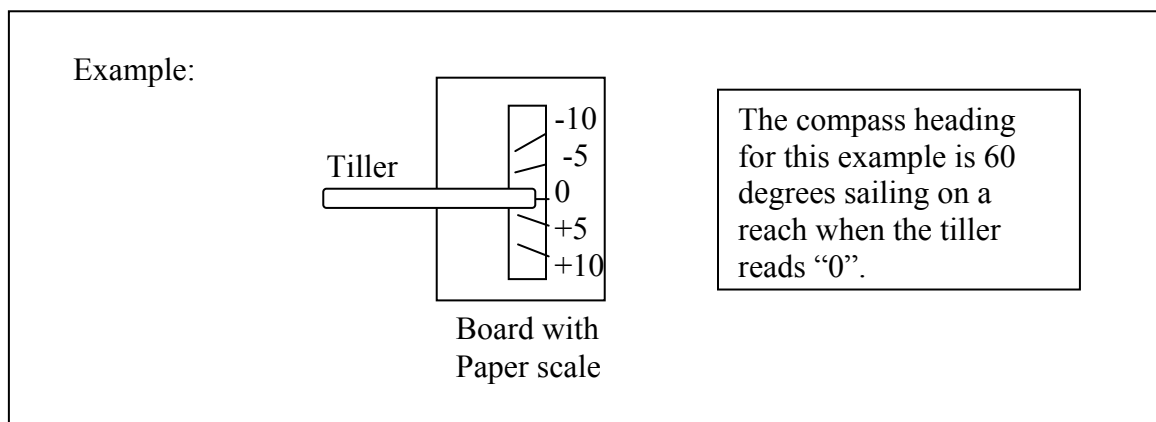 Example:
Tiller
-10
-5
0
+5
+10
Board with
Paper scale
The compass heading
for this example is 60
degrees sailing on a
reach when the tiller
reads “0”.